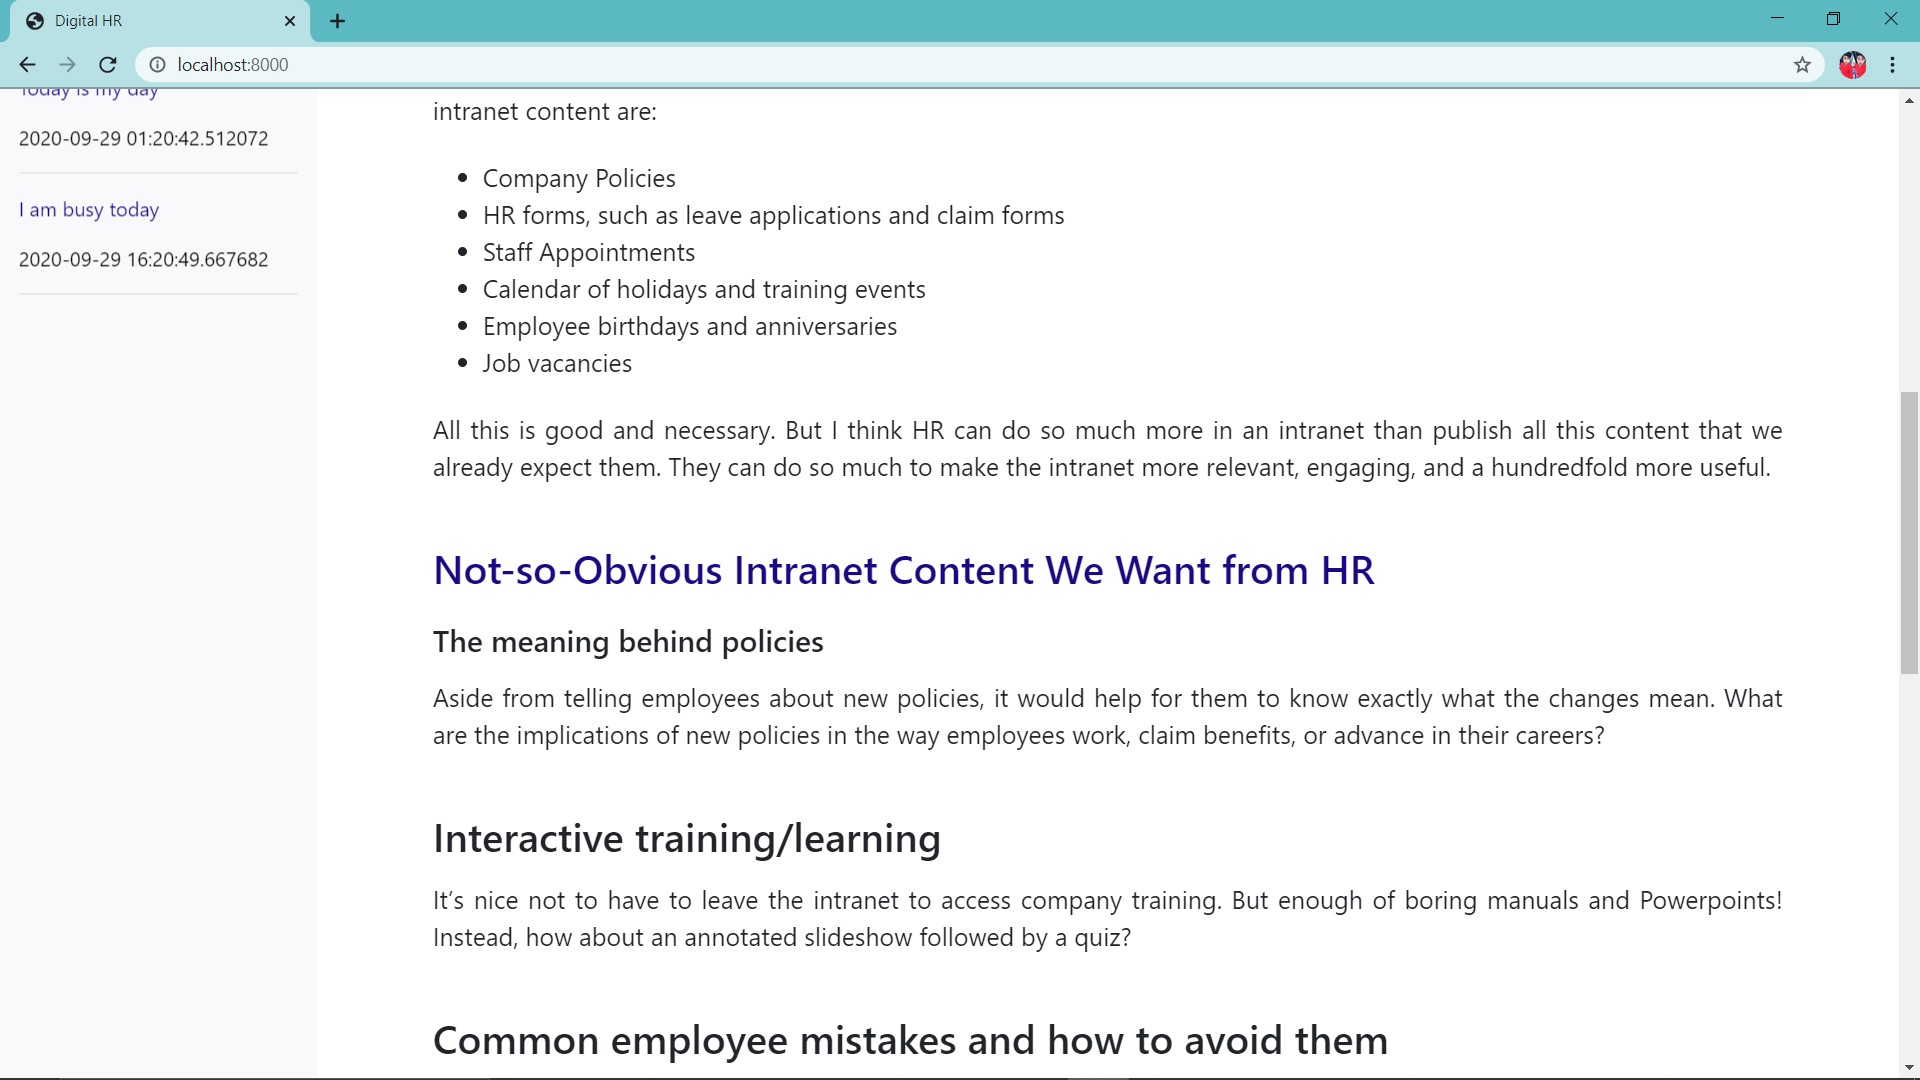 Digital HR
localhost:8000
Today is my day
2020-09-29 01:20:42.512072
I am busy today
2020-09-29 16:20:49.667682
intranet content are:
• Company Policies
• HR forms, such as leave applications and claim forms
• Staff Appointments
• Calendar of holidays and training events
• Employee birthdays and anniversaries
• Job vacancies
All this is good and necessary. But I think HR can do so much more in an intranet than publish all this content that we
already expect them. They can do so much to make the intranet more relevant, engaging, and a hundredfold more useful.
Not-so-Obvious Intranet Content We Want from HR
The meaning behind policies
Aside from telling employees about new policies, it would help for them to know exactly what the changes mean. What
are the implications of new policies in the way employees work, claim benefits, or advance in their careers?
Interactive training/learning
It’s nice not to have to leave the intranet to access company training. But enough of boring manuals and Powerpoints!
Instead, how about an annotated slideshow followed by a quiz?
Common employee mistakes and how to avoid them